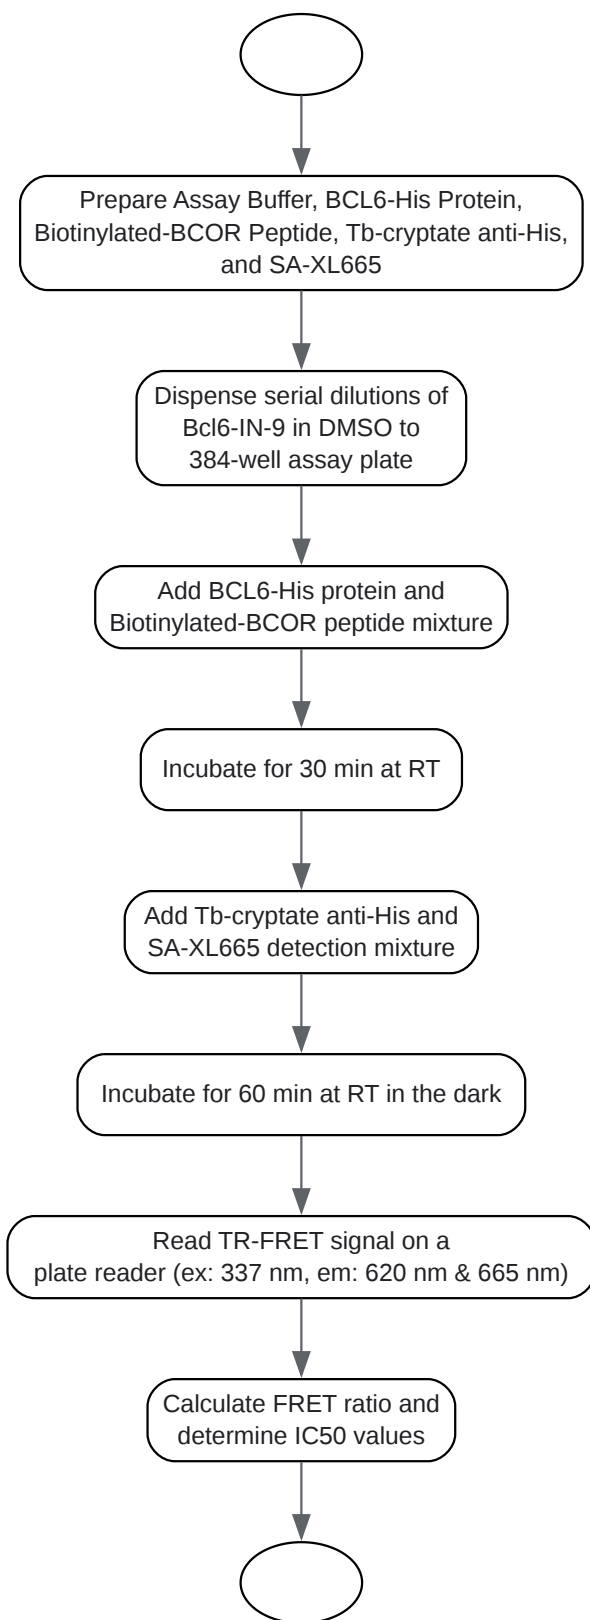 Prepare Assay Buffer, BCL6-His Protein,
Biotinylated-BCOR Peptide, Tb-cryptate anti-His,
and SA-XL665
Dispense serial dilutions of
Bcl6-IN-9 in DMSO to
384-well assay plate
Add BCL6-His protein and
Biotinylated-BCOR peptide mixture
Incubate for 30 min at RT
Add Tb-cryptate anti-His and
SA-XL665 detection mixture
Incubate for 60 min at RT in the dark
Read TR-FRET signal on a
plate reader (ex: 337 nm, em: 620 nm & 665 nm)
Calculate FRET ratio and
determine IC50 values